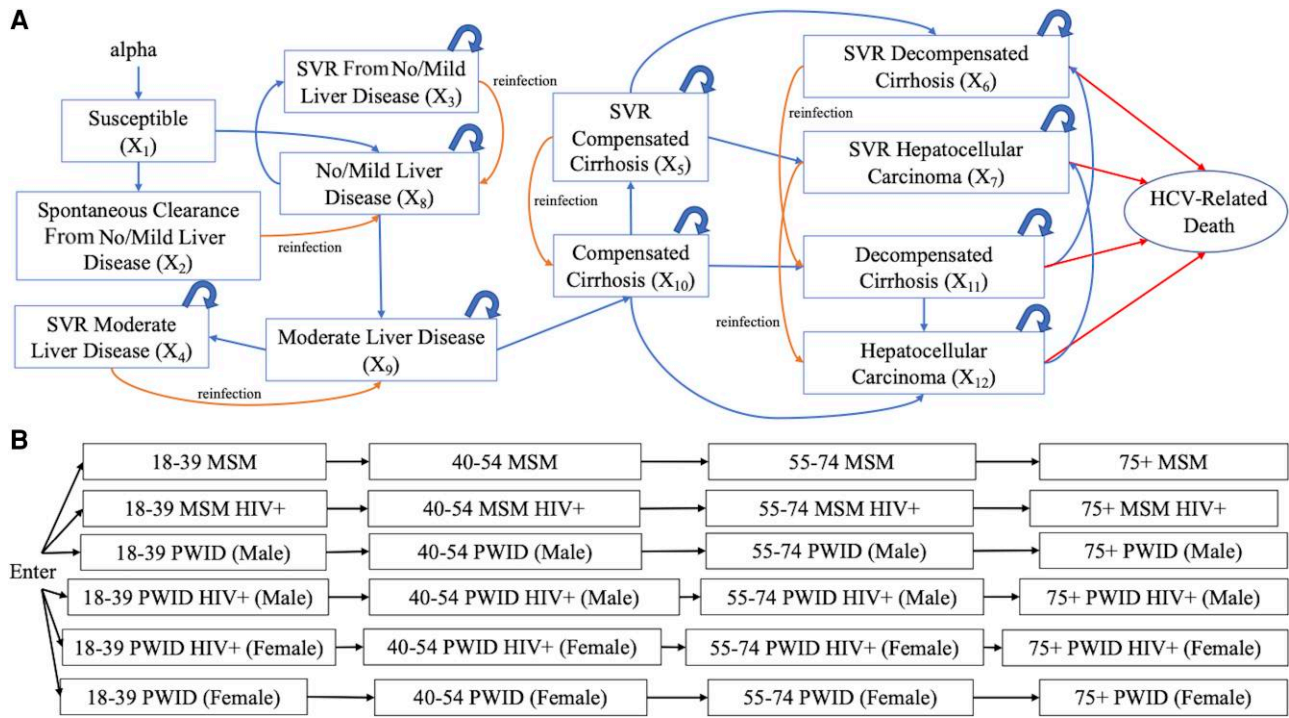 A
alpha
Susceptible
(X₁)
Spontaneous Clearance
From No/Mild Liver
Disease (X₂)
SVR Moderate
Liver Disease (X₄)
SVR From No/Mild
Liver Disease (X₃)
reinfection
No/Mild Liver
Disease (X₈)
reinfection
Moderate Liver Disease
(X₉)
reinfection
SVR
Compensated
Cirrhosis (X₅)
reinfection
Compensated
Cirrhosis (X₁₀)
SVR Decompensated
Cirrhosis (X₆)
reinfection
SVR Hepatocellular
Carcinoma (X₇)
Decompensated
Cirrhosis (X₁₁)
reinfection
Hepatocellular
Carcinoma (X₁₂)
HCV-Related
Death
B
Enter
18-39 MSM
40-54 MSM
55-74 MSM
75+ MSM
18-39 MSM HIV+
40-54 MSM HIV+
55-74 MSM HIV+
75+ MSM HIV+
18-39 PWID (Male)
40-54 PWID (Male)
55-74 PWID (Male)
75+ PWID (Male)
18-39 PWID HIV+ (Male)
40-54 PWID HIV+ (Male)
55-74 PWID HIV+ (Male)
75+ PWID HIV+ (Male)
18-39 PWID HIV+ (Female)
40-54 PWID HIV+ (Female)
55-74 PWID HIV+ (Female)
75+ PWID HIV+ (Female)
18-39 PWID (Female)
40-54 PWID (Female)
55-74 PWID (Female)
75+ PWID (Female)